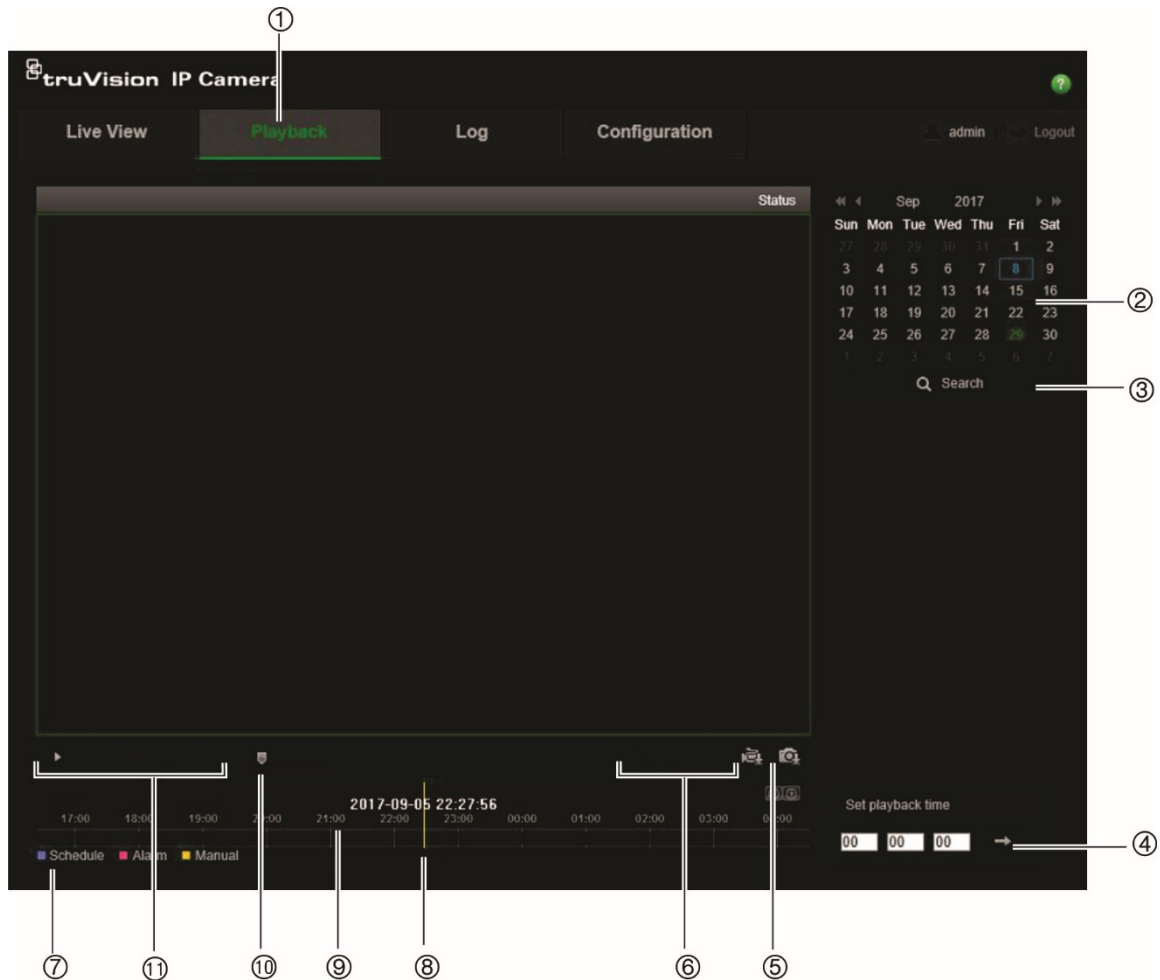 ①
truVision IP Camera
?
Live View Playback Log Configuration admin Logout
Status
Sep 2017
Sun Mon Tue Wed Thu Fri Sat
27 28 29 30 31 1 2
3 4 5 6 7 8 9
10 11 12 13 14 15 16
17 18 19 20 21 22 23
24 25 26 27 28 29 30
1 2 3 4 5 6 7
②
Search
③
2017-09-05 22:27:56
17:00 18:00 19:00 20:00 21:00 22:00 23:00 00:00 01:00 02:00 03:00 00:00
Schedule Alarm Manual
Set playback time
00 00 00
④
⑦ ⑪ ⑩ ⑨ ⑧ ⑥ ⑤